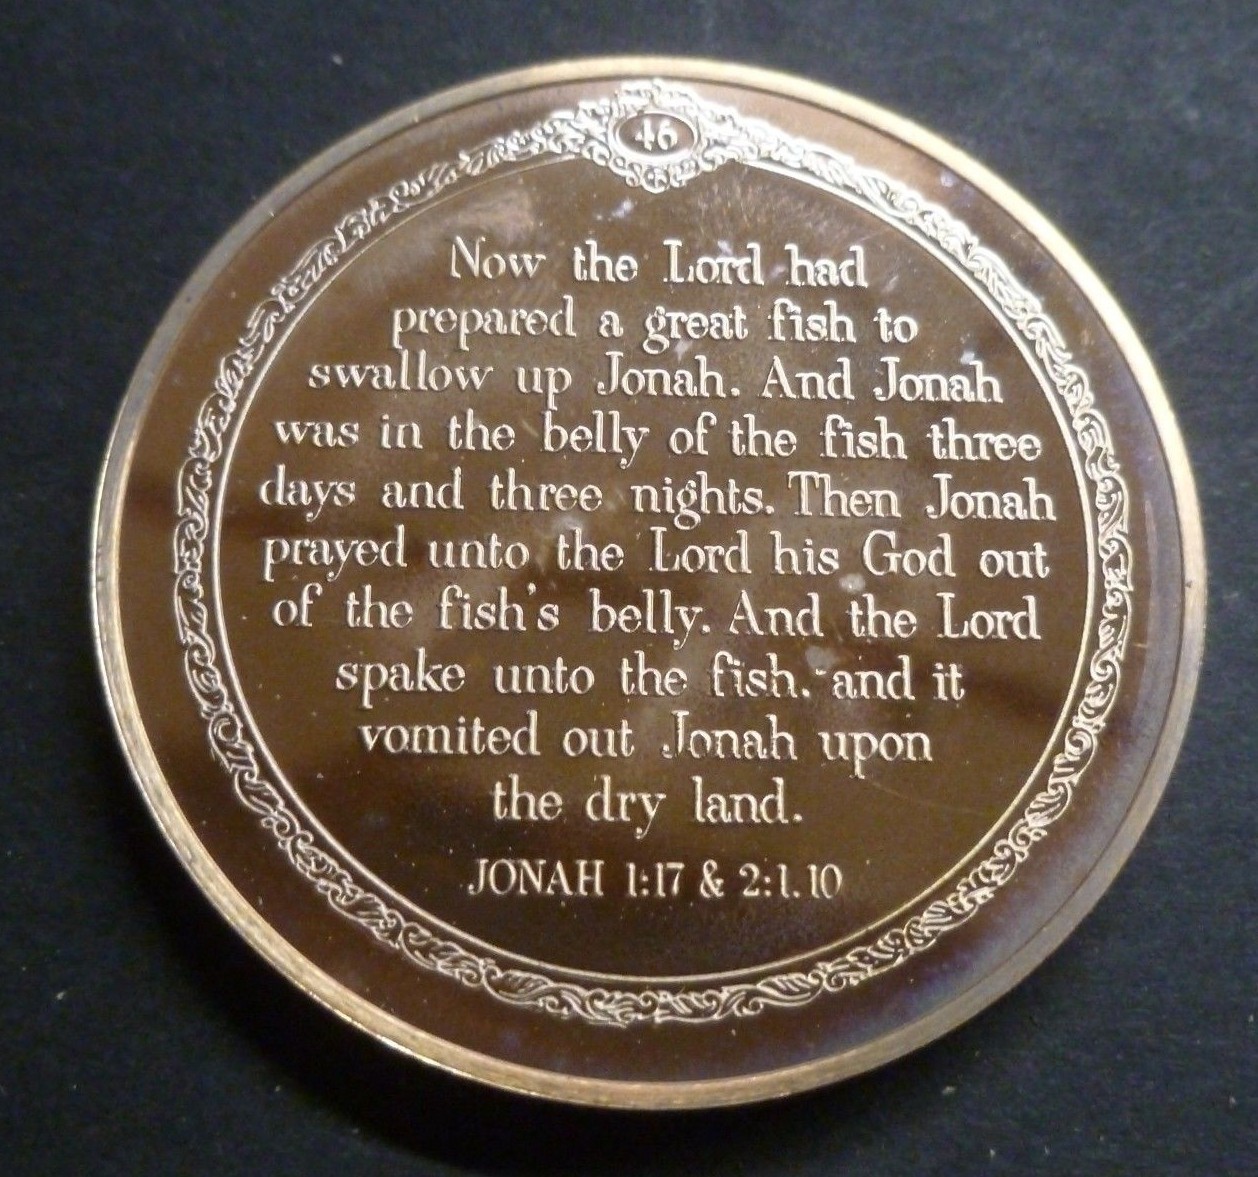 46
Now the Lord had
prepared a great fish to
swallow up Jonah. And Jonah
was in the belly of the fish three
days and three nights. Then Jonah
prayed unto the Lord his God out
of the fish's belly. And the Lord
spake unto the fish, and it
vomited out Jonah upon
the dry land.
JONAH 1:17 & 2:1, 10